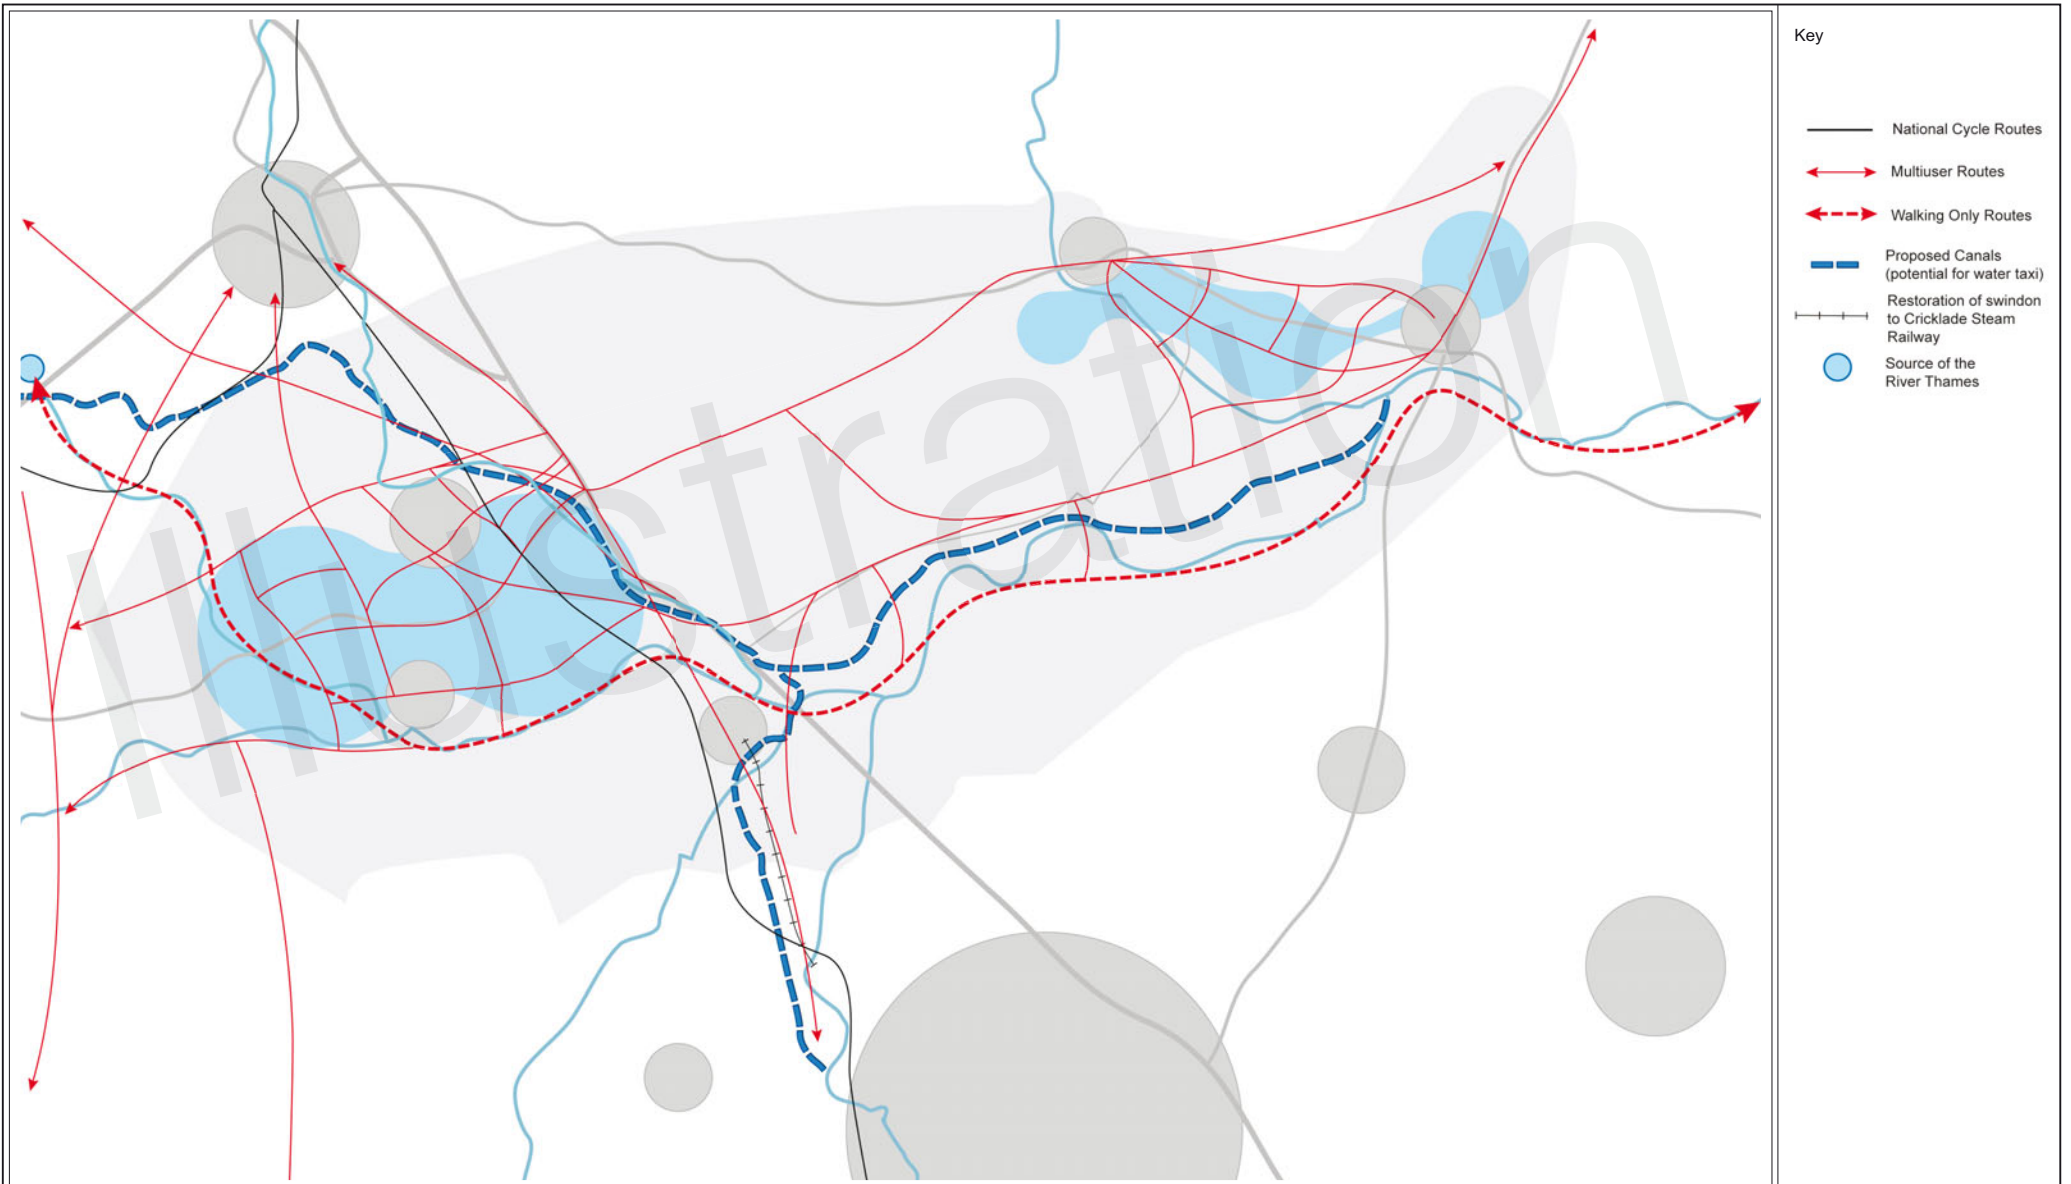 Key
National Cycle Routes
Multiuser Routes
Walking Only Routes
Proposed Canals
(potential for water taxi)
Restoration of swindon
to Cricklade Steam
Railway
Source of the
River Thames
Illustration